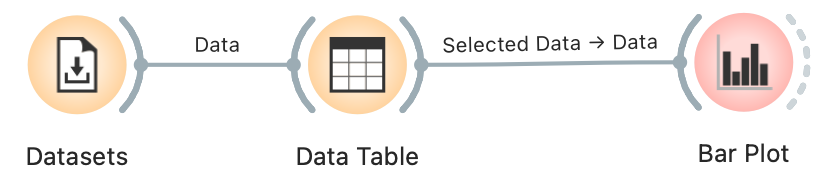 Data
Selected Data → Data
Datasets
Data Table
Bar Plot